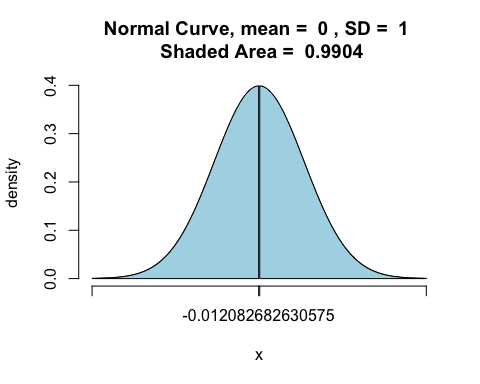 Normal Curve, mean =  0 , SD =  1
Shaded Area =  0.9904
density
0.4
0.3
0.2
0.1
0.0
-0.012082682630575
x